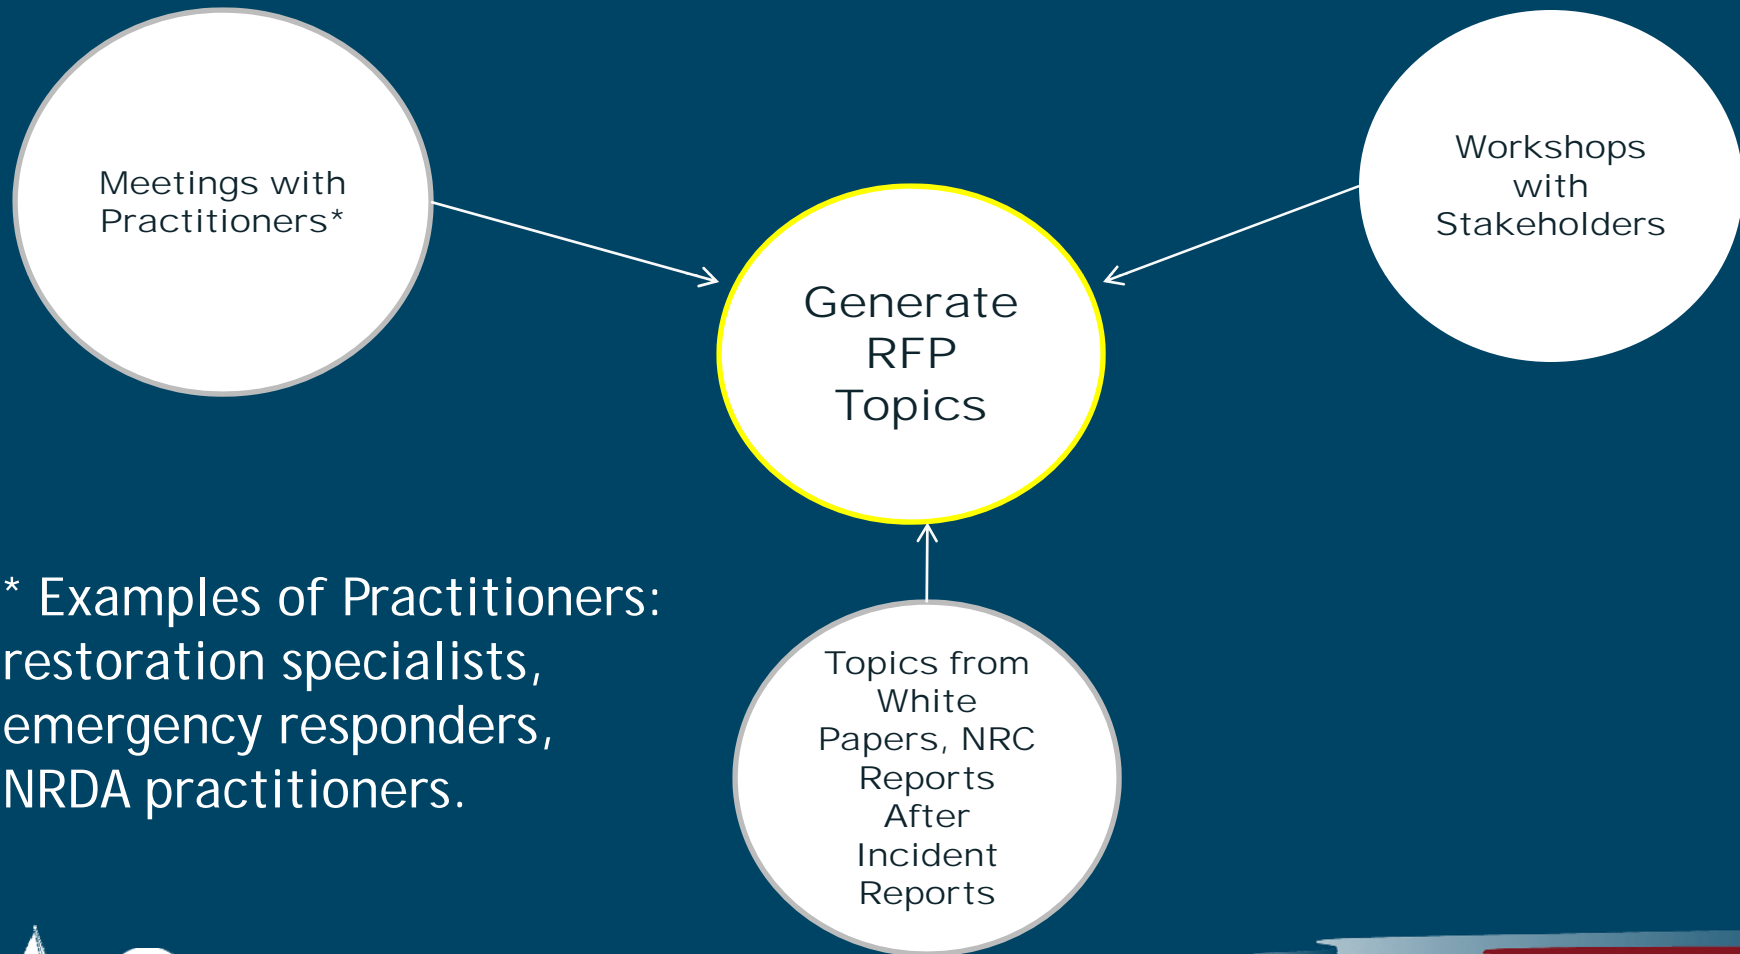 Meetings with
Practitioners*
Workshops
with
Stakeholders
Generate
RFP
Topics
* Examples of Practitioners:
restoration specialists,
emergency responders,
NRDA practitioners.
Topics from
White
Papers, NRC
Reports
After
Incident
Reports